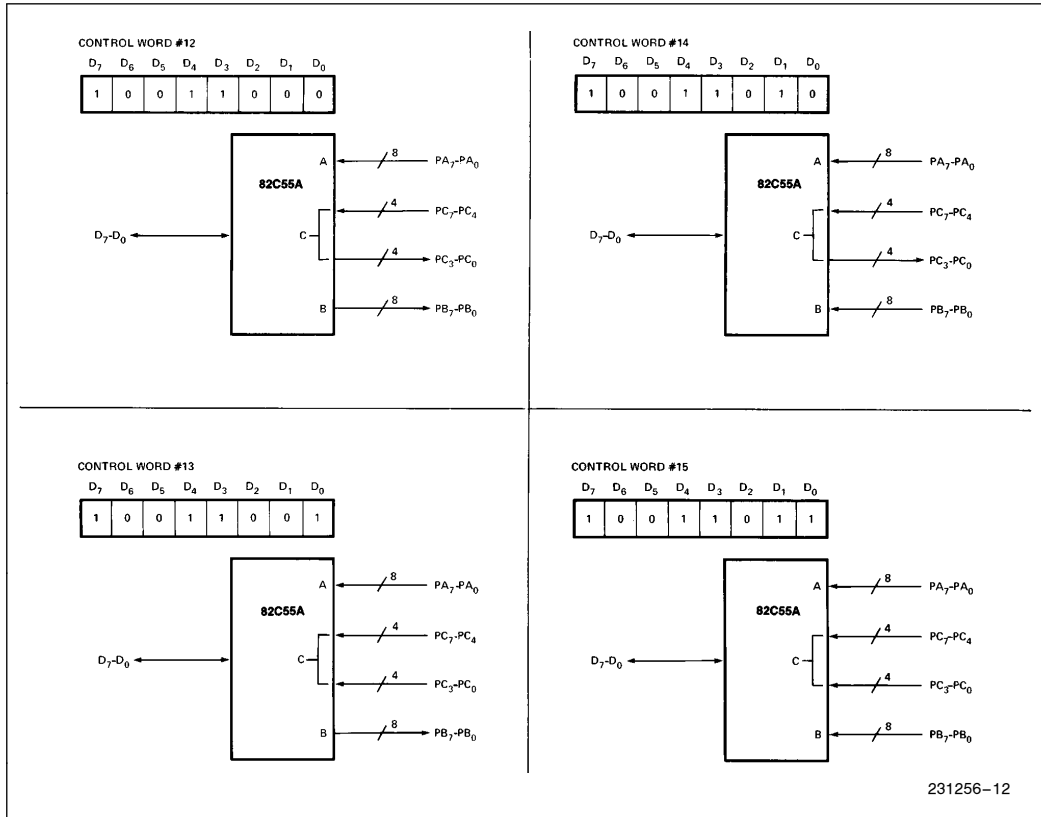 CONTROL WORD #12
D7 D6 D5 D4 D3 D2 D1 D0
1 0 0 1 1 0 0 0
A
8
PA7-PA0
82C55A
4
PC7-PC4
D7-D0
C
4
PC3-PC0
B
8
PB7-PB0
CONTROL WORD #14
D7 D6 D5 D4 D3 D2 D1 D0
1 0 0 1 1 0 1 0
A
8
PA7-PA0
82C55A
4
PC7-PC4
D7-D0
C
4
PC3-PC0
B
8
PB7-PB0
CONTROL WORD #13
D7 D6 D5 D4 D3 D2 D1 D0
1 0 0 1 1 0 0 1
A
8
PA7-PA0
82C55A
4
PC7-PC4
D7-D0
C
4
PC3-PC0
B
8
PB7-PB0
CONTROL WORD #15
D7 D6 D5 D4 D3 D2 D1 D0
1 0 0 1 1 0 1 1
A
8
PA7-PA0
82C55A
4
PC7-PC4
D7-D0
C
4
PC3-PC0
B
8
PB7-PB0
231256–12